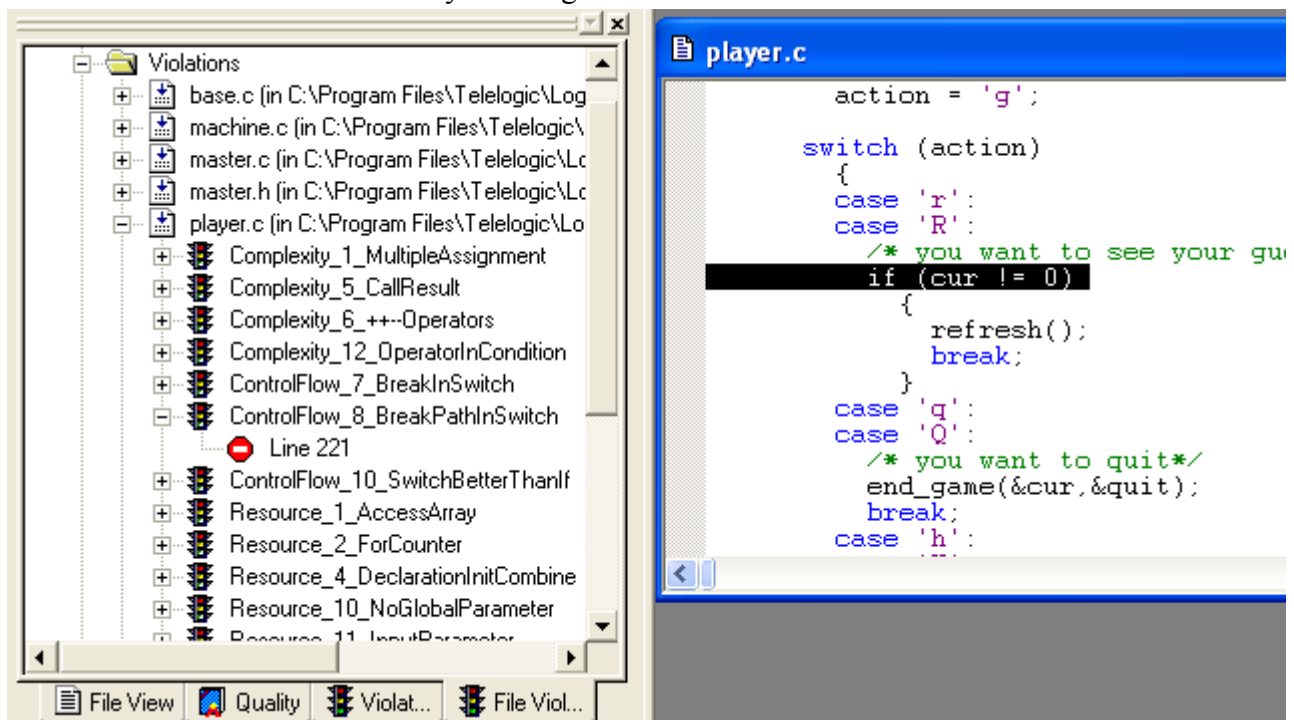 Violations
base.c (in C:\Program Files\Telelogic\Log
machine.c (in C:\Program Files\Telelogic\
master.c (in C:\Program Files\Telelogic\Lo
master.h (in C:\Program Files\Telelogic\Lo
player.c (in C:\Program Files\Telelogic\Lo
Complexity_1_MultipleAssignment
Complexity_5_CallResult
Complexity_6_++--Operators
Complexity_12_OperatorInCondition
ControlFlow_7_BreakInSwitch
ControlFlow_8_BreakPathInSwitch
Line 221
ControlFlow_10_SwitchBetterThanIf
Resource_1_AccessArray
Resource_2_ForCounter
Resource_4_DeclarationInitCombine
Resource_10_NoGlobalParameter
Resource_11_InputParameter
File View Quality Violat... File Viol...
player.c
action = 'g';
switch (action)
{
case 'r':
case 'R':
/* you want to see your gu
if (cur != 0)
{
refresh();
break;
}
case 'q':
case 'Q':
/* you want to quit*/
end_game(&cur,&quit);
break;
case 'h':